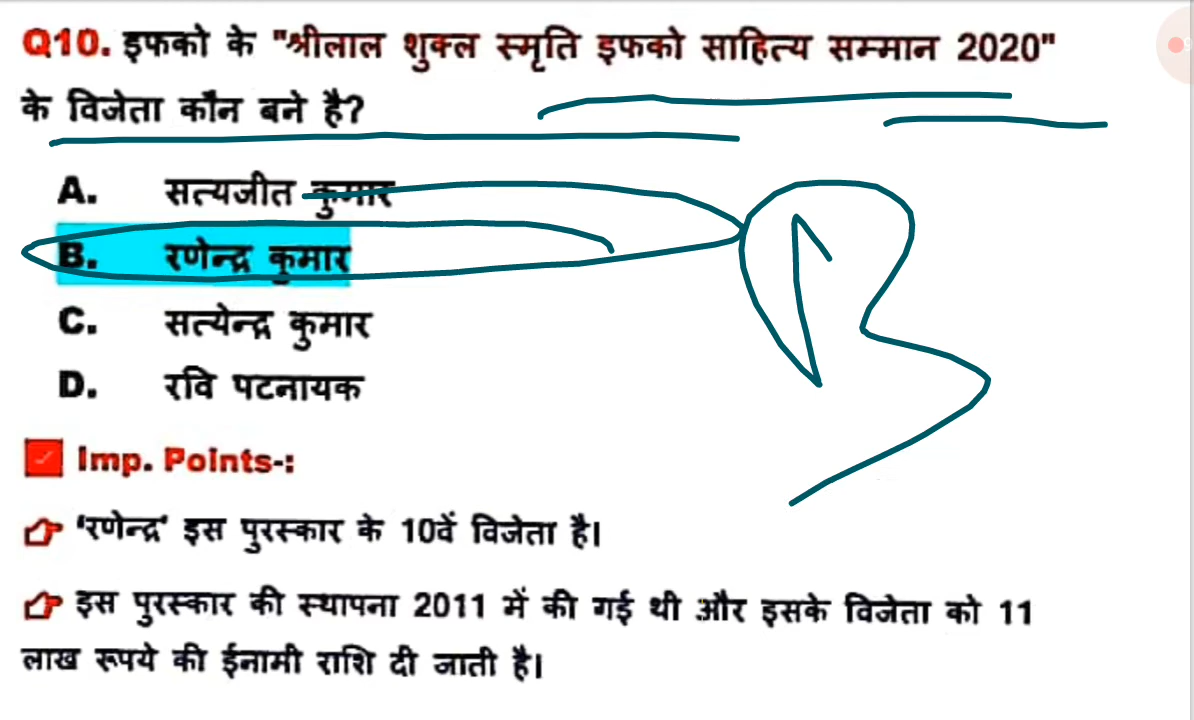 Q10. इफको के "श्रीलाल शुक्ल स्मृति इफको साहित्य सम्मान 2020"
के विजेता कौन बने है?
A. सत्यजीत कुमार
B. रणेन्द्र कुमार
C. सत्येन्द्र कुमार
D. रवि पटनायक
Imp. Points-:
'रणेन्द्र' इस पुरस्कार के 10वें विजेता है।
इस पुरस्कार की स्थापना 2011 में की गई थी और इसके विजेता को 11
लाख रूपये की ईनामी राशि दी जाती है।